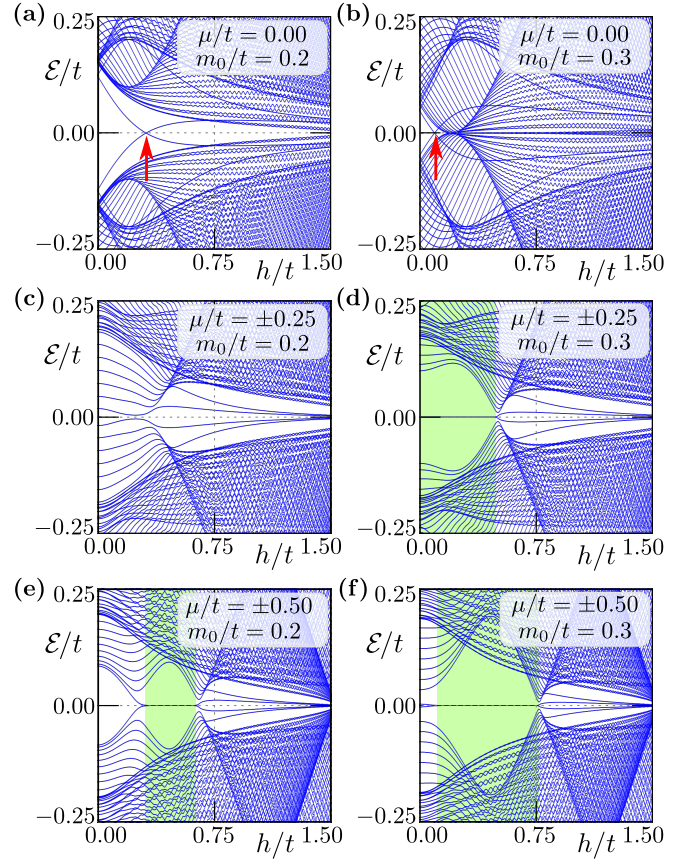 (a)
0.25
μ/t = 0.00
m₀/t = 0.2
ℰ/t
0.00
−0.25
0.00 h/t 0.75 1.50
(b)
0.25
μ/t = 0.00
m₀/t = 0.3
ℰ/t
0.00
−0.25
0.00 0.75 h/t 1.50
(c)
0.25
μ/t = ±0.25
m₀/t = 0.2
ℰ/t
0.00
−0.25
0.00 0.75 h/t 1.50
(d)
0.25
μ/t = ±0.25
m₀/t = 0.3
ℰ/t
0.00
−0.25
0.00 0.75 h/t 1.50
(e)
0.25
μ/t = ±0.50
m₀/t = 0.2
ℰ/t
0.00
−0.25
0.00 0.75 h/t 1.50
(f)
0.25
μ/t = ±0.50
m₀/t = 0.3
ℰ/t
0.00
−0.25
0.00 0.75 h/t 1.50